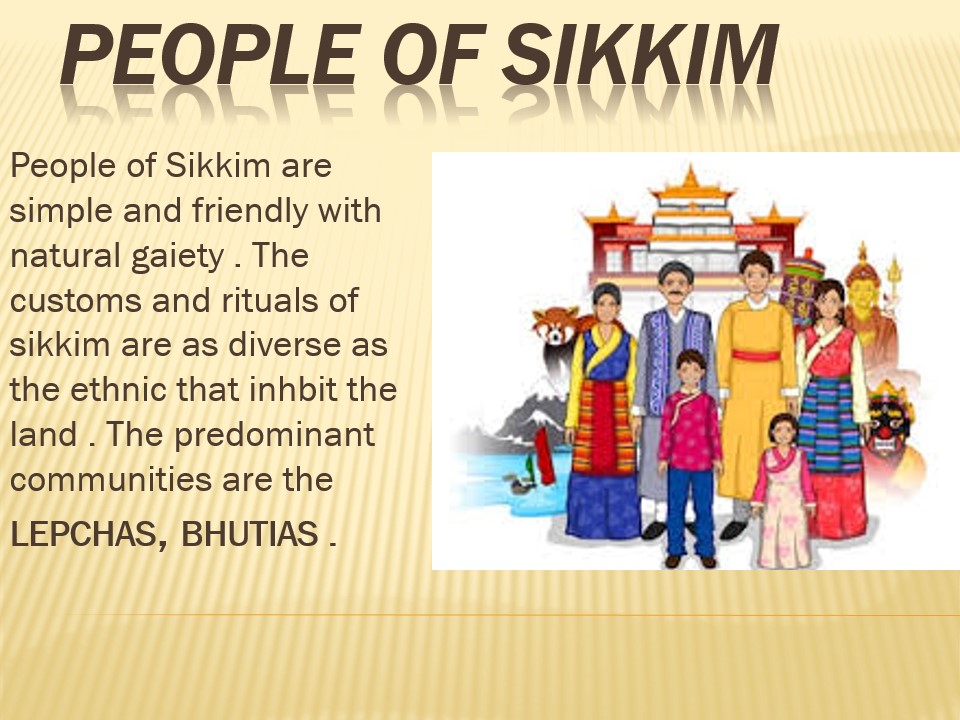 PEOPLE OF SIKKIM
People of Sikkim are
simple and friendly with
natural gaiety . The
customs and rituals of
sikkim are as diverse as
the ethnic that inhbit the
land . The predominant
communities are the
LEPCHAS, BHUTIAS .